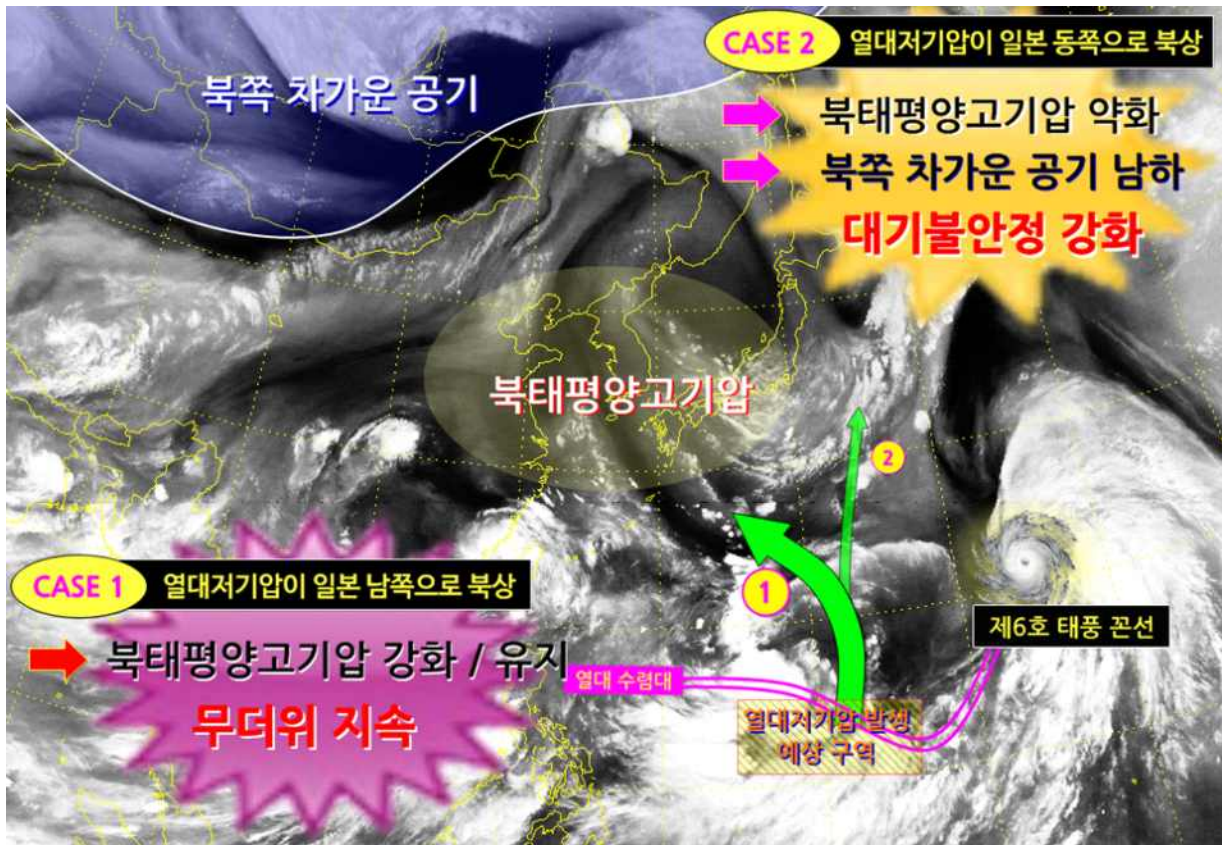 북쪽 차가운 공기
CASE 2 열대저기압이 일본 동쪽으로 북상
북태평양고기압 약화
북쪽 차가운 공기 남하
대기불안정 강화
북태평양고기압
2
1
CASE 1 열대저기압이 일본 남쪽으로 북상
북태평양고기압 강화 / 유지
무더위 지속
열대 수렴대
제6호 태풍 꼰선
열대저기압 발생
예상 구역